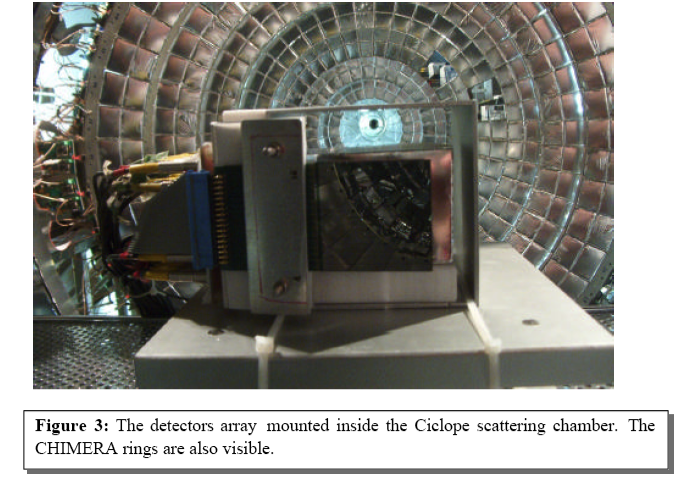 Figure 3: The detectors array mounted inside the Ciclope scattering chamber. The
CHIMERA rings are also visible.